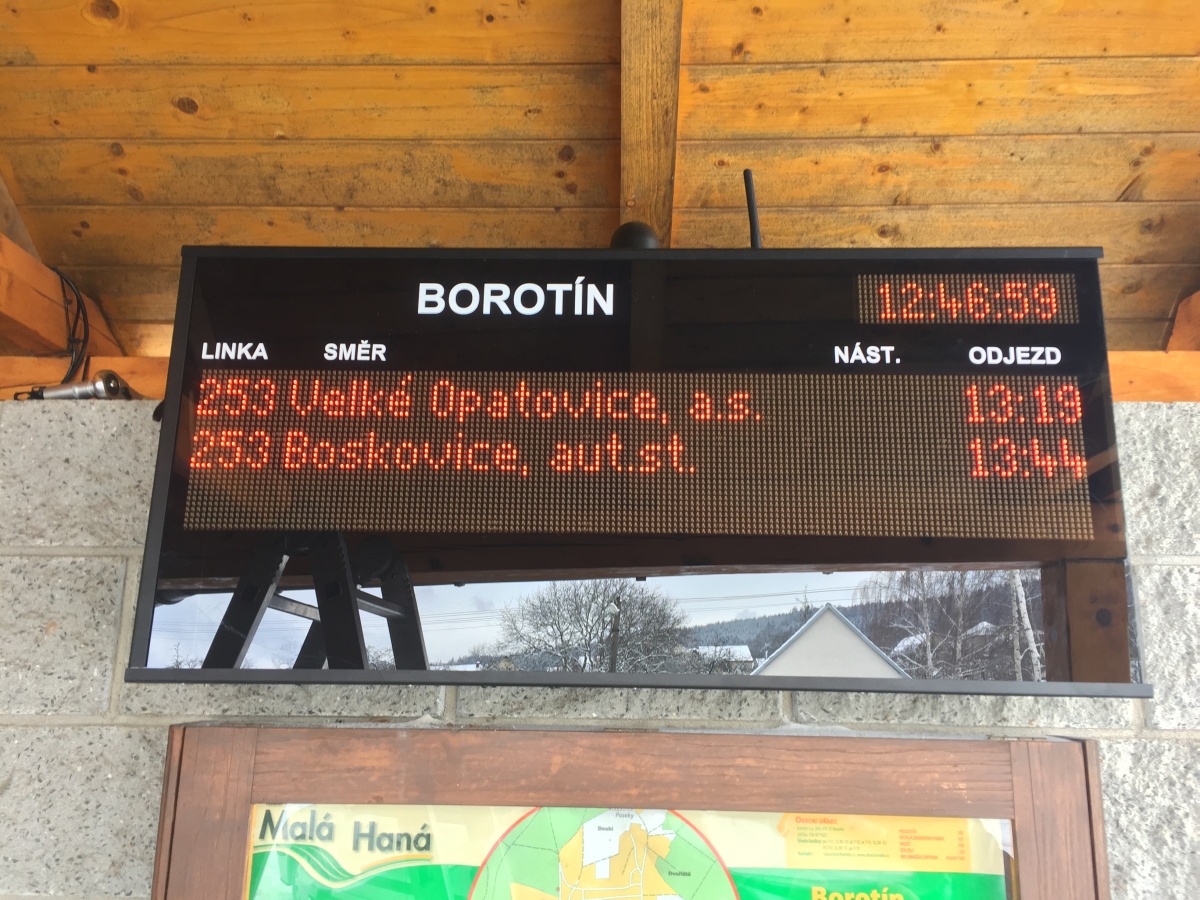 BOROTÍN
12:46:59
LINKA SMĚR NÁST. ODJEZD
253 Velké Opatovice, a.s. 13:19
253 Boskovice, aut.st. 13:44
Malá Haná
Paseky
Borotín